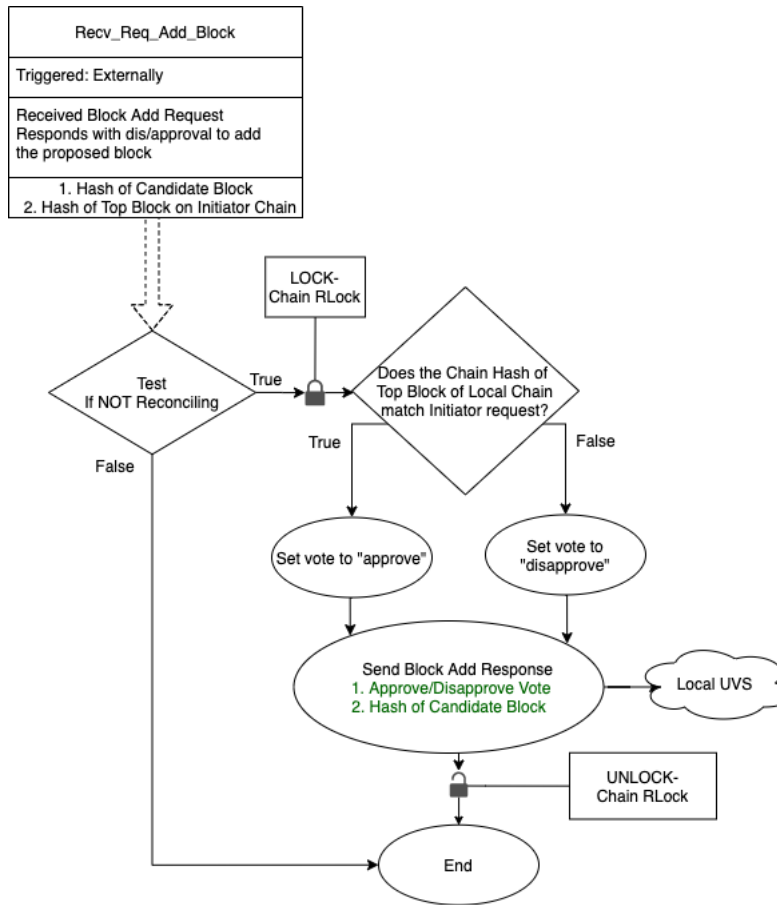 Recv_Req_Add_Block
Triggered: Externally
Received Block Add Request
Responds with dis/approval to add
the proposed block
1. Hash of Candidate Block
2. Hash of Top Block on Initiator Chain
LOCK-
Chain RLock
Test
If NOT Reconciling
True
False
Does the Chain Hash of
Top Block of Local Chain
match Initiator request?
True
False
Set vote to "approve"
Set vote to
"disapprove"
Send Block Add Response
1. Approve/Disapprove Vote
2. Hash of Candidate Block
Local UVS
UNLOCK-
Chain RLock
End